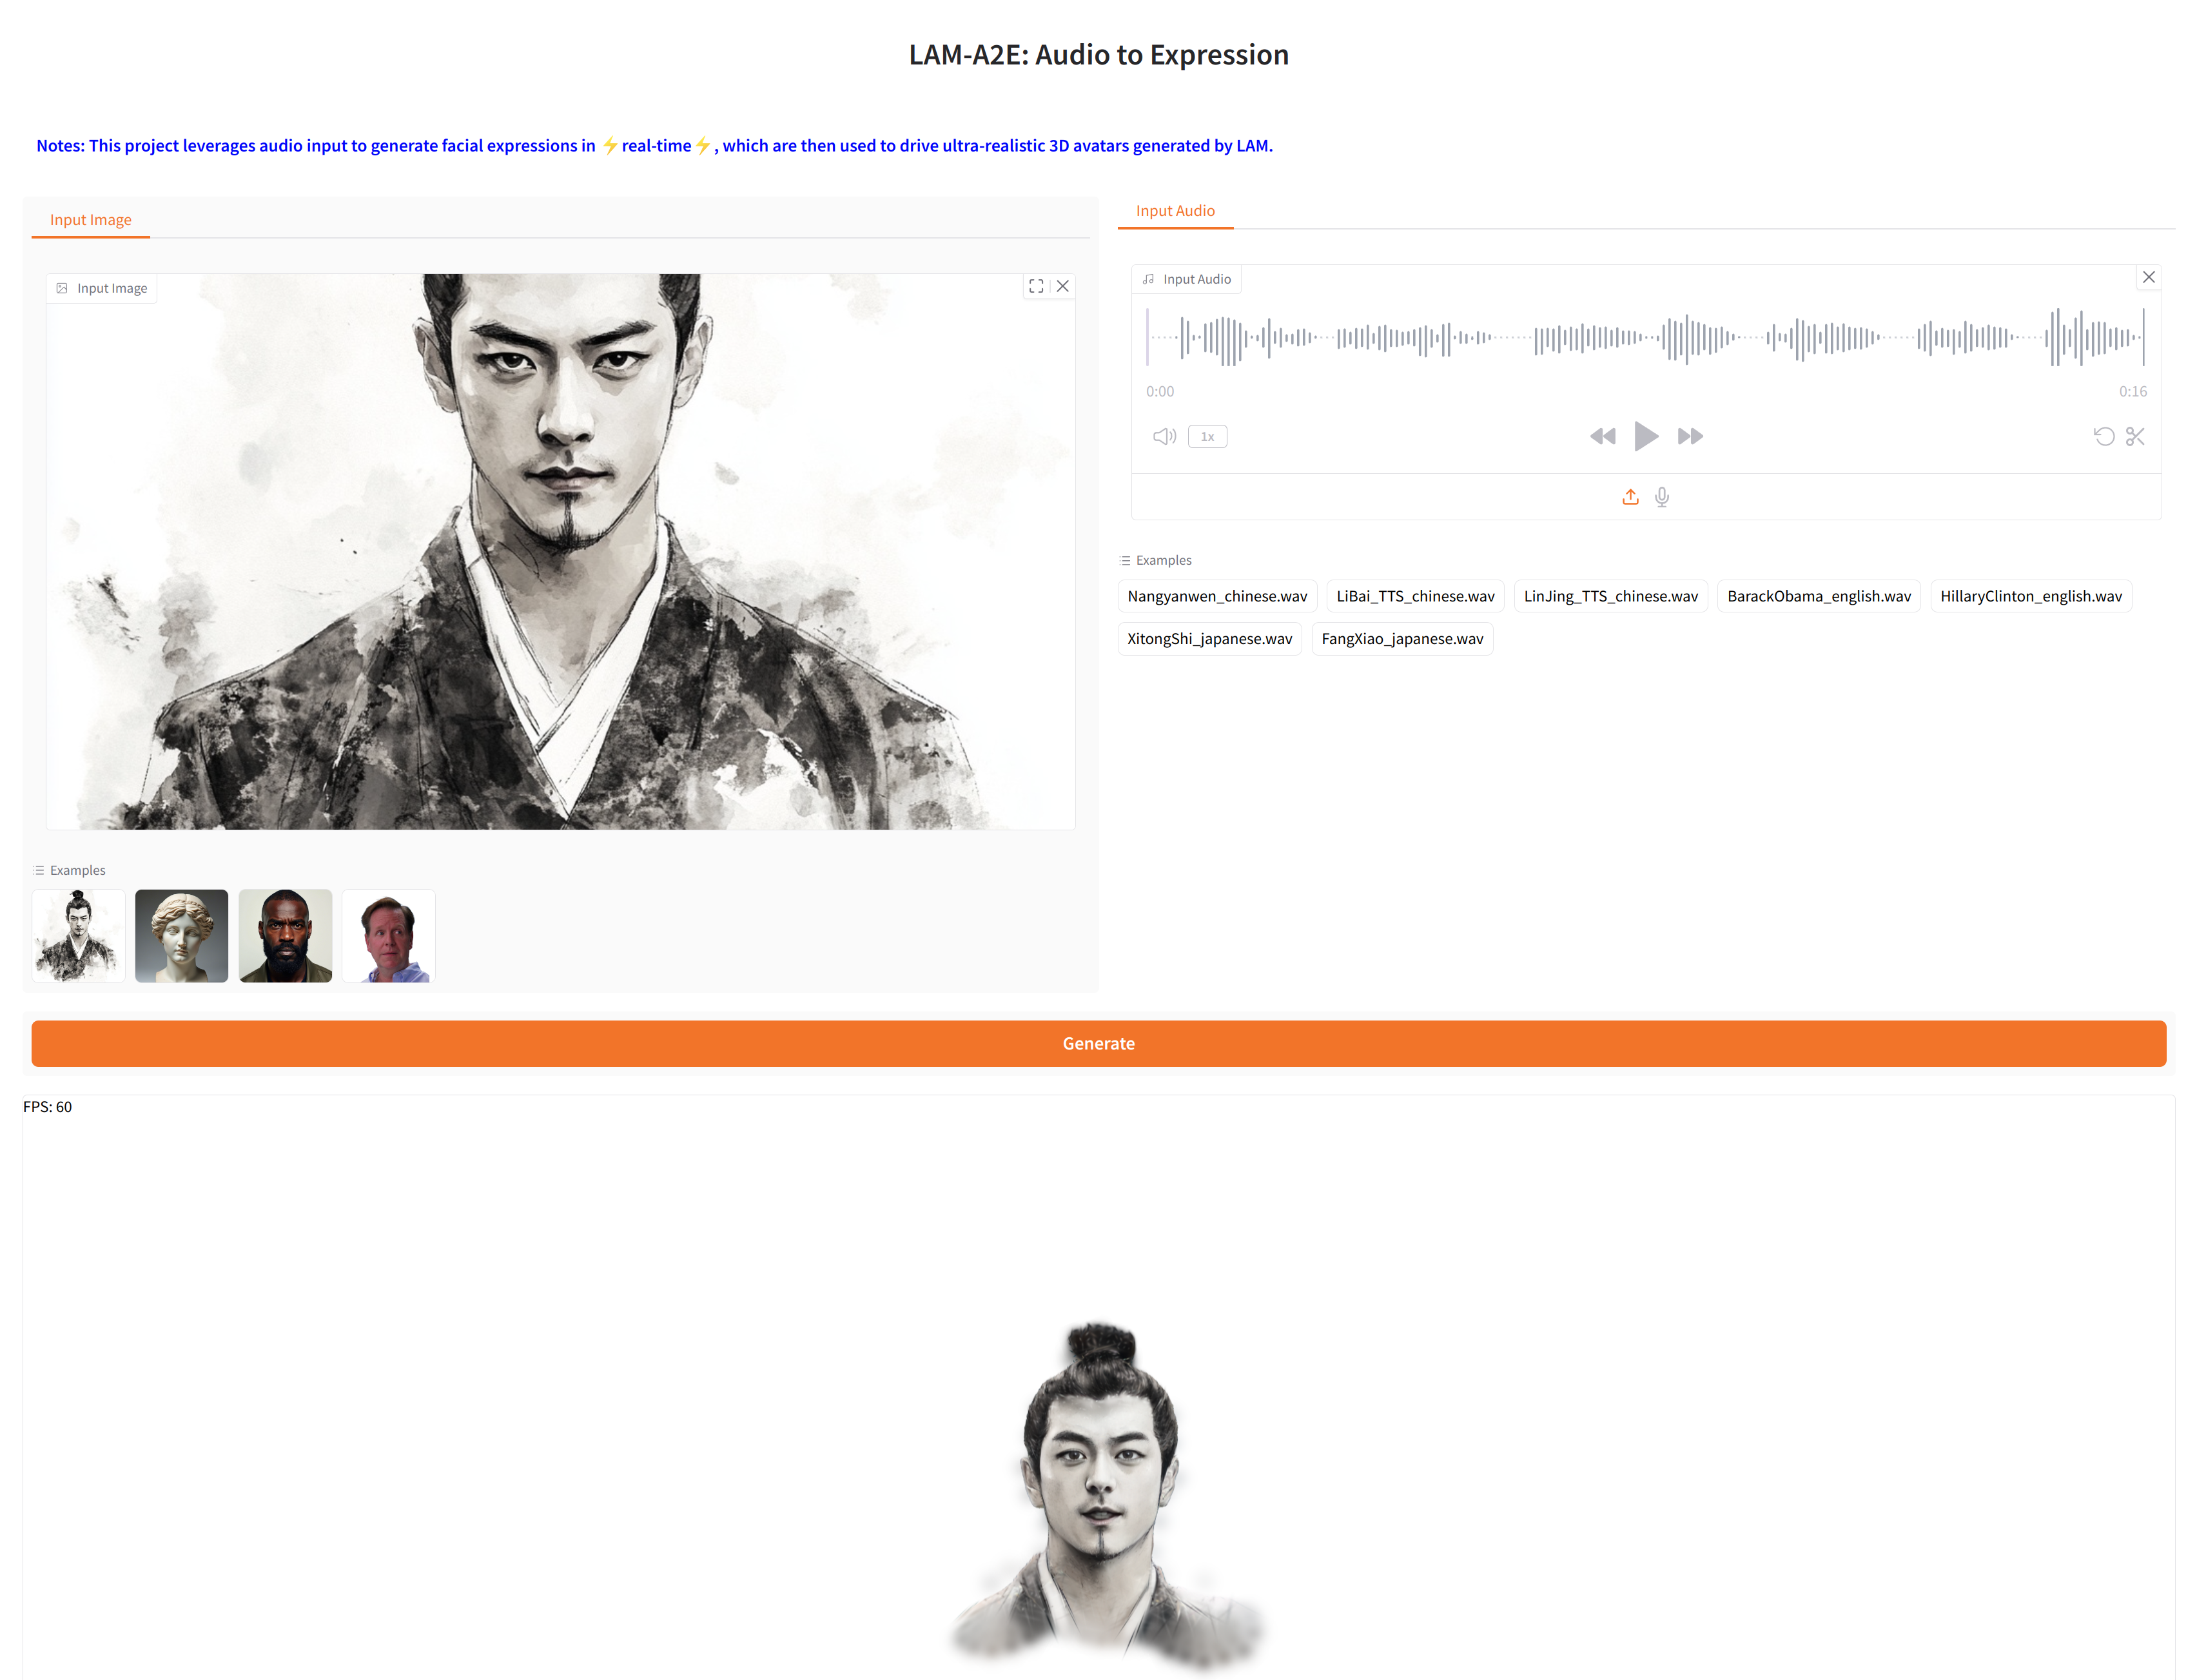 LAM-A2E: Audio to Expression
Notes: This project leverages audio input to generate facial expressions in ⚡real-time⚡, which are then used to drive ultra-realistic 3D avatars generated by LAM.
Input Image
Input Image
Examples
Input Audio
Input Audio
0:00 0:16
1x
Examples
Nangyanwen_chinese.wav LiBai_TTS_chinese.wav LinJing_TTS_chinese.wav BarackObama_english.wav HillaryClinton_english.wav
XitongShi_japanese.wav FangXiao_japanese.wav
Generate
FPS: 60